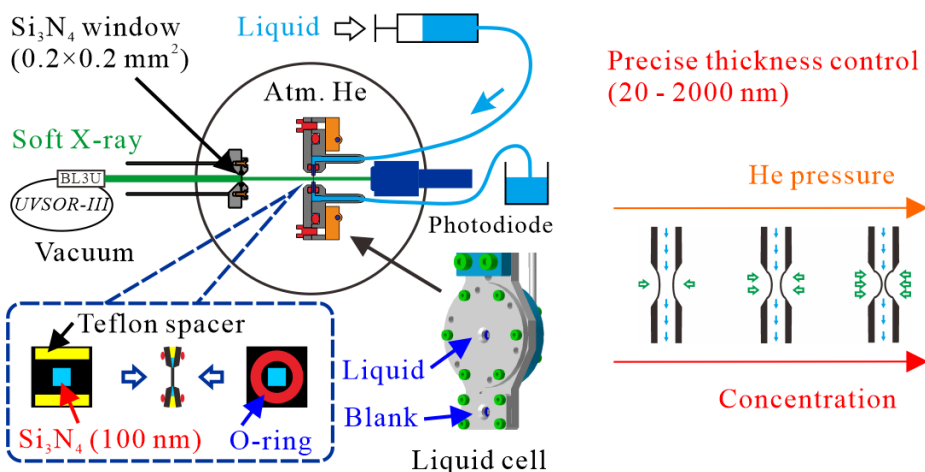 Si₃N₄ window
(0.2×0.2 mm²)
Liquid
Atm. He
Soft X-ray
BL3U
UVSOR-III
Vacuum
Photodiode
Teflon spacer
Si₃N₄ (100 nm)
O-ring
Liquid
Blank
Liquid cell
Precise thickness control
(20 - 2000 nm)
He pressure
Concentration